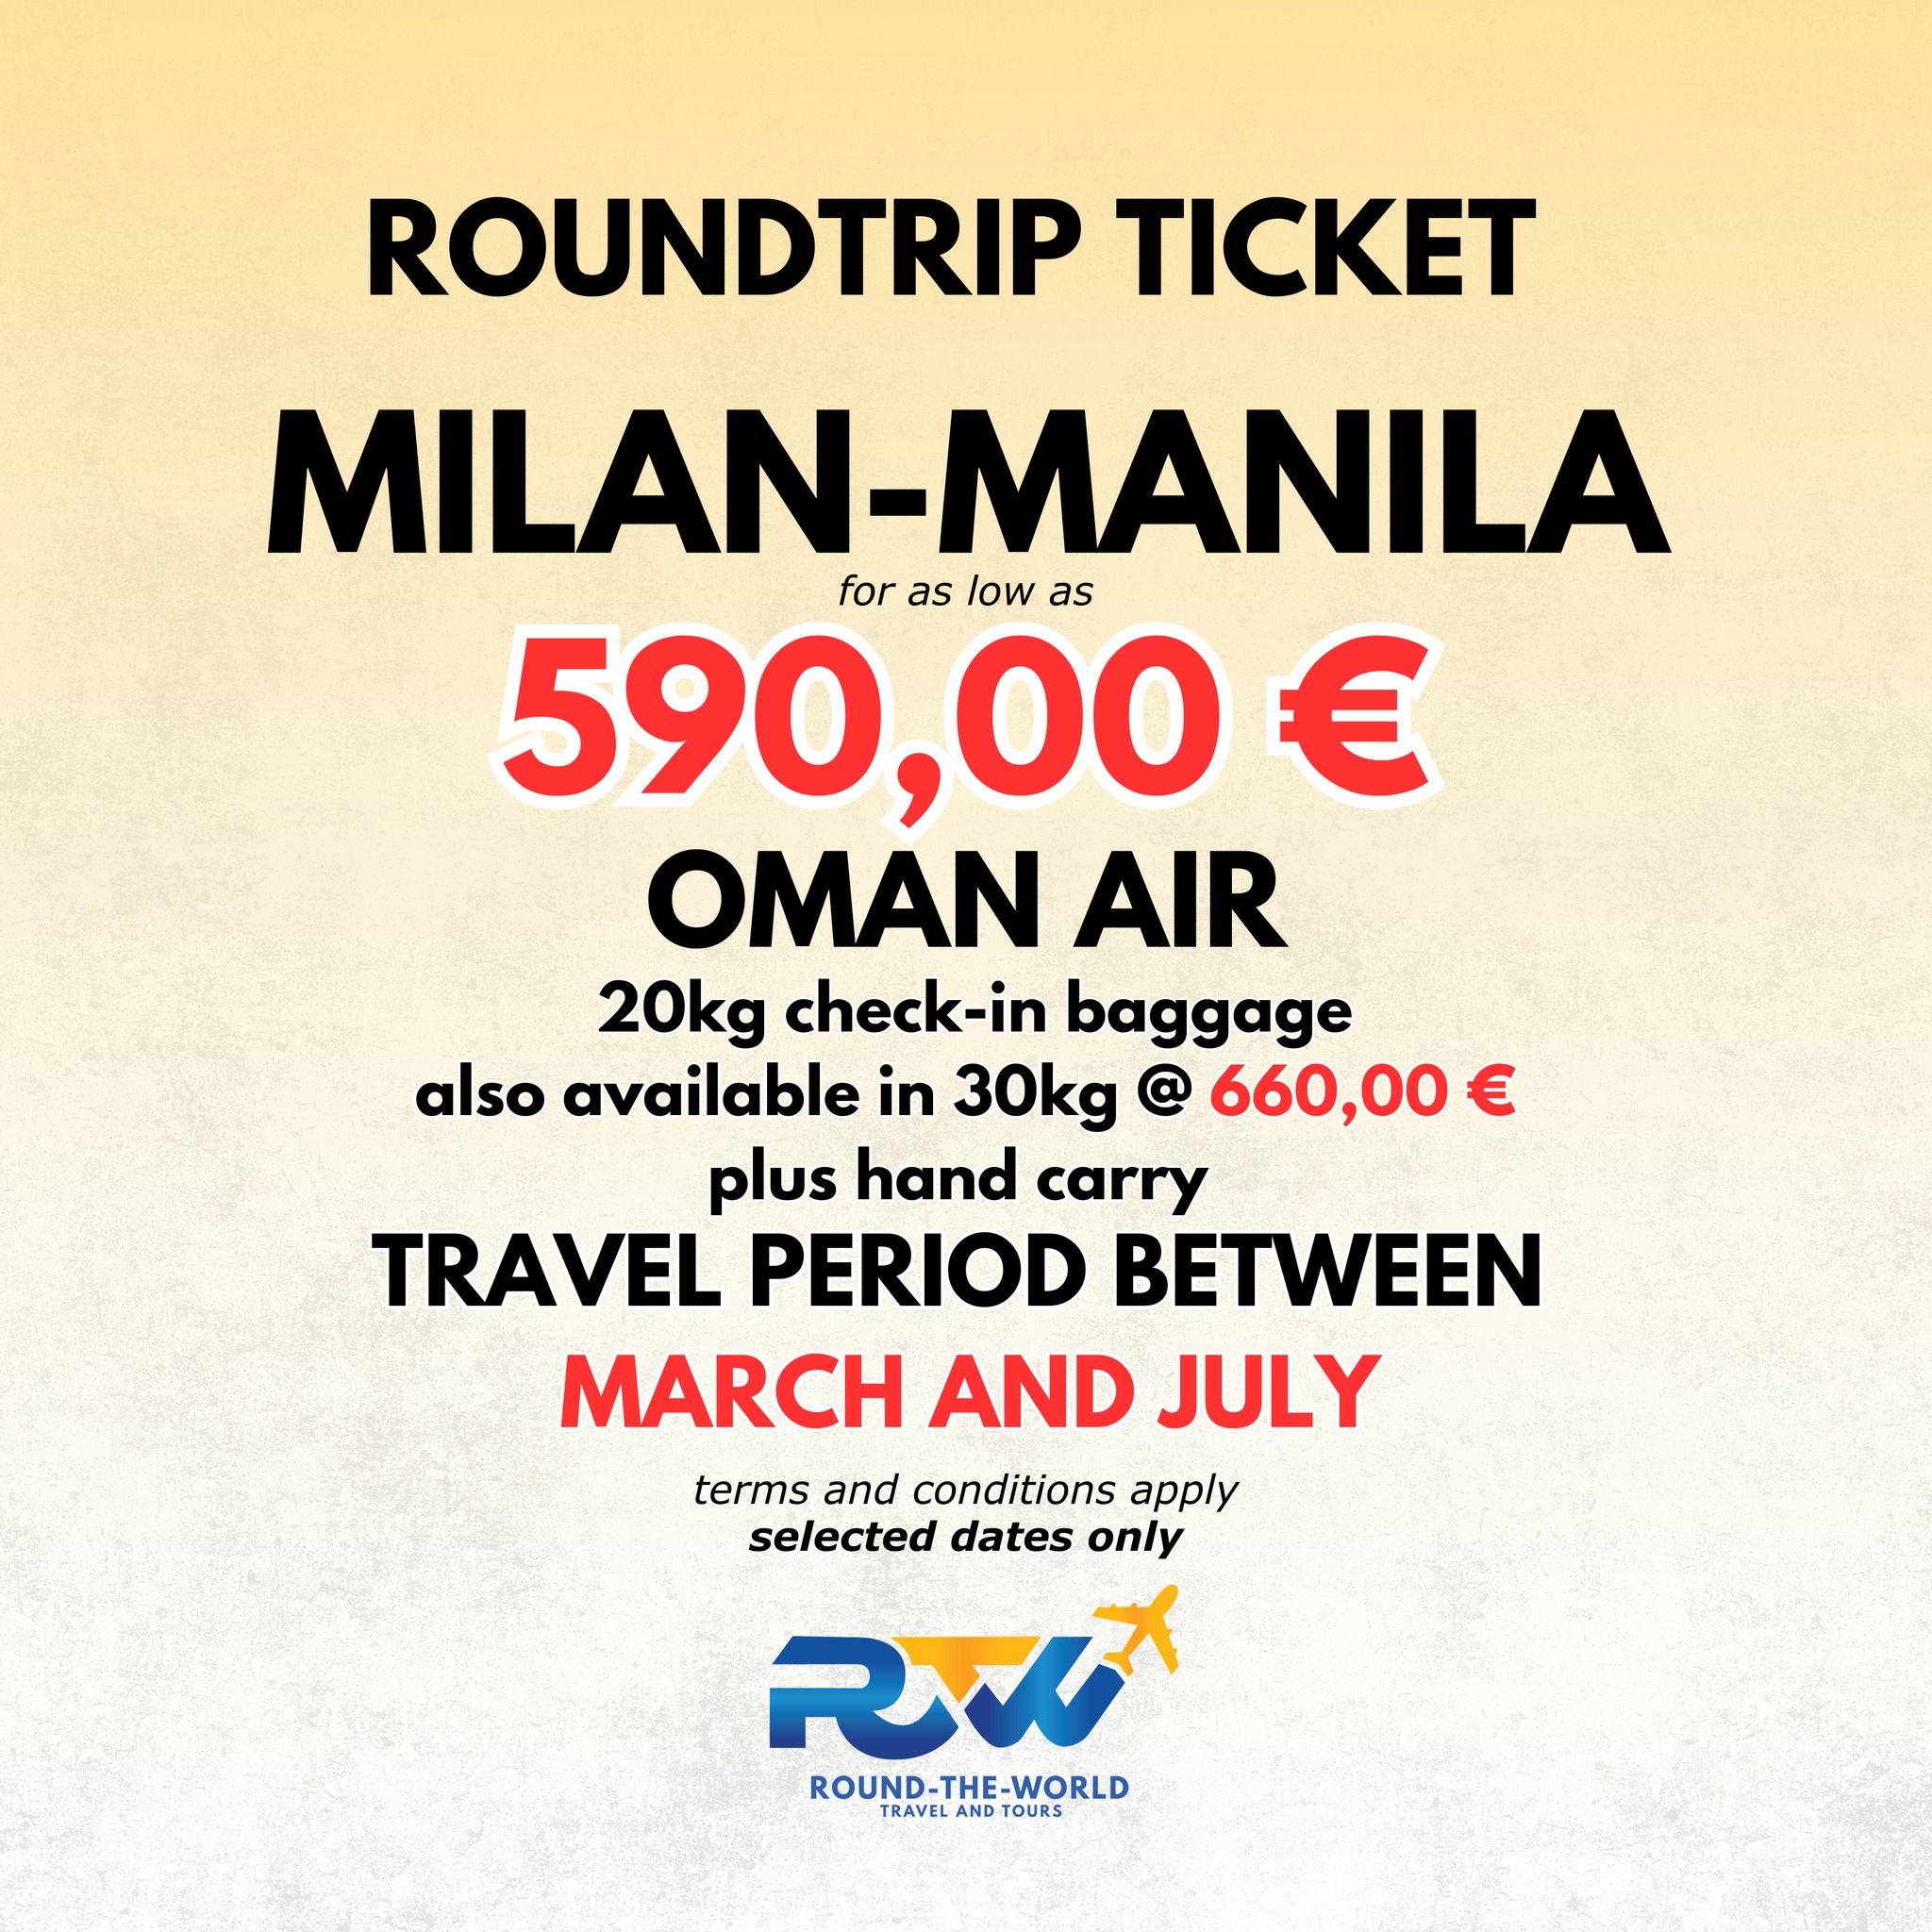 ROUNDTRIP TICKET
MILAN-MANILA
for as low as
590,00 €
OMAN AIR
20kg check-in baggage
also available in 30kg @ 660,00 €
plus hand carry
TRAVEL PERIOD BETWEEN
MARCH AND JULY
terms and conditions apply
selected dates only
RTW
ROUND-THE-WORLD
TRAVEL AND TOURS